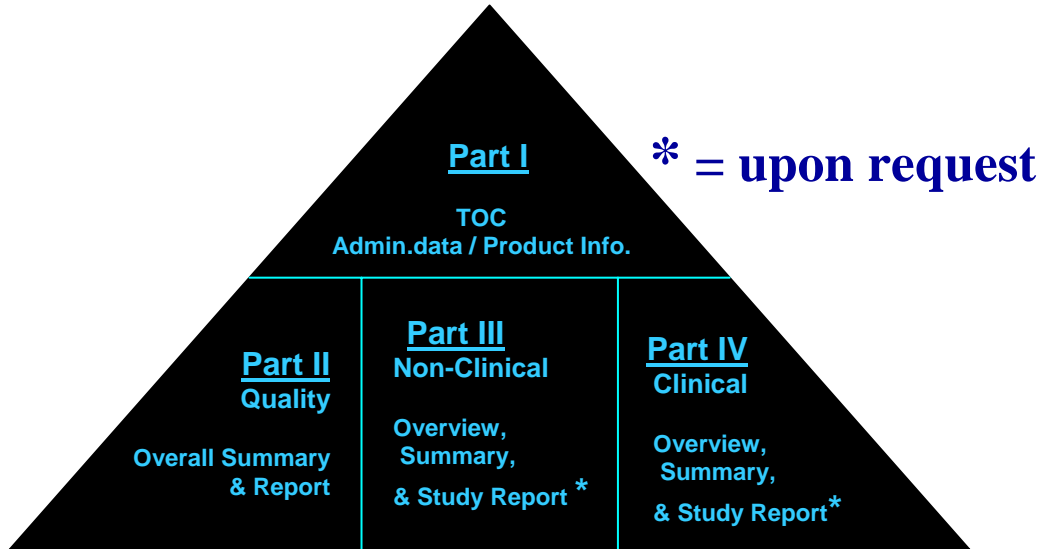 Part I
* = upon request
TOC
Admin.data / Product Info.
Part II
Quality
Overall Summary
& Report
Part III
Non-Clinical
Overview,
Summary,
& Study Report *
Part IV
Clinical
Overview,
Summary,
& Study Report*